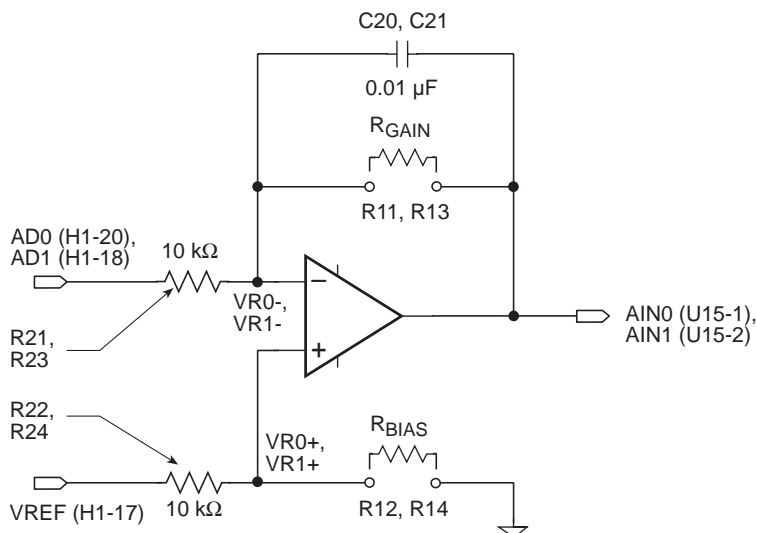 C20, C21
0.01 µF
RGAIN
R11, R13
AD0 (H1-20),
AD1 (H1-18)
10 kΩ
VR0-,
VR1-
−
+
AIN0 (U15-1),
AIN1 (U15-2)
R21,
R23
R22,
R24
VR0+,
VR1+
RBIAS
R12, R14
10 kΩ
VREF (H1-17)